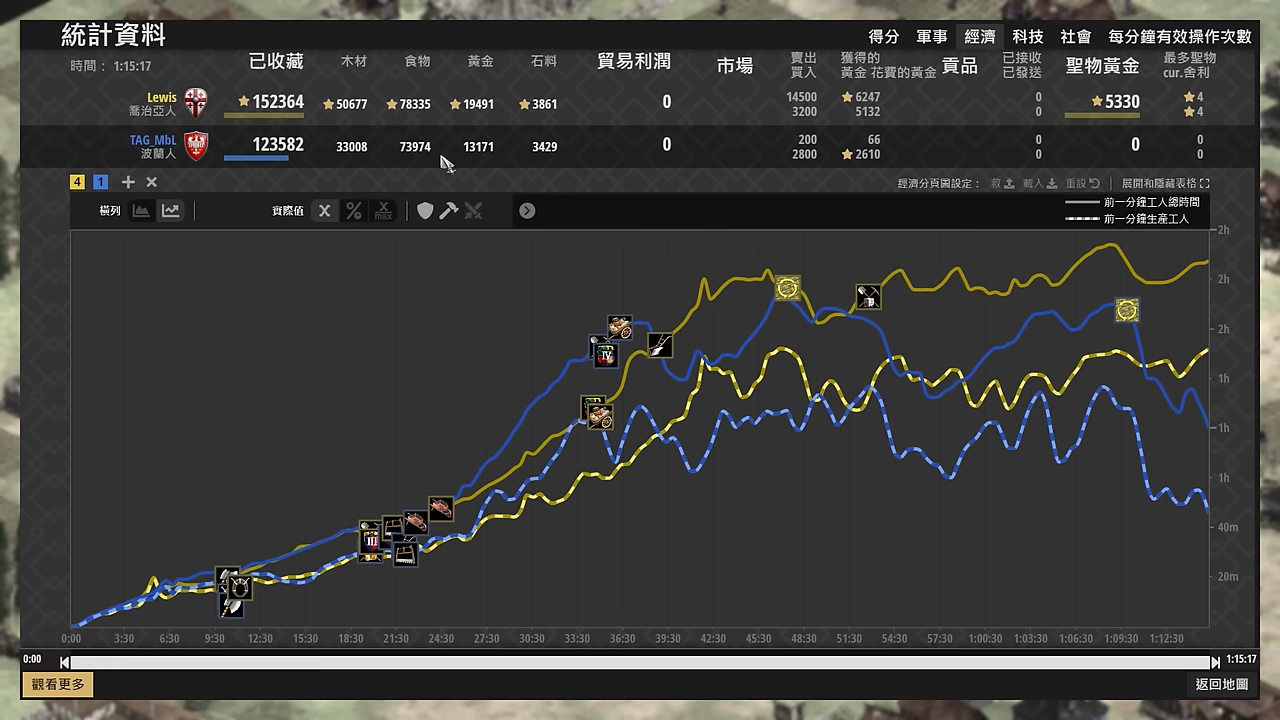 統計資料
得分 軍事 經濟 科技 社會 每分鐘有效操作次數
時間： 1:15:17
已收藏 木材 食物 黃金 石料 貿易利潤 市場 賣出 買入 獲得的黃金 花費的黃金 貢品 已接收 已發送 聖物黃金 最多聖物 cur.舍利
Lewis
喬治亞人
152364 50677 78335 19491 3861 0 14500 6247 0 5330 4
3200 5132 0 4
TAG_MbL
波蘭人
123582 33008 73974 13171 3429 0 200 66 0 0 0
2800 2610 0 0
4 1
經濟分頁圖設定： 載入 重設 展開和隱藏表格
橫列 實際值 X % X max
前一分鐘工人總時間
前一分鐘生產工人
2h
2h
2h
1h
1h
1h
40m
20m
IV
III
0:00 3:30 6:30 9:30 12:30 15:30 18:30 21:30 24:30 27:30 30:30 33:30 36:30 39:30 42:30 45:30 48:30 51:30 54:30 57:30 1:00:30 1:03:30 1:06:30 1:09:30 1:12:30
0:00 1:15:17
觀看更多 返回地圖